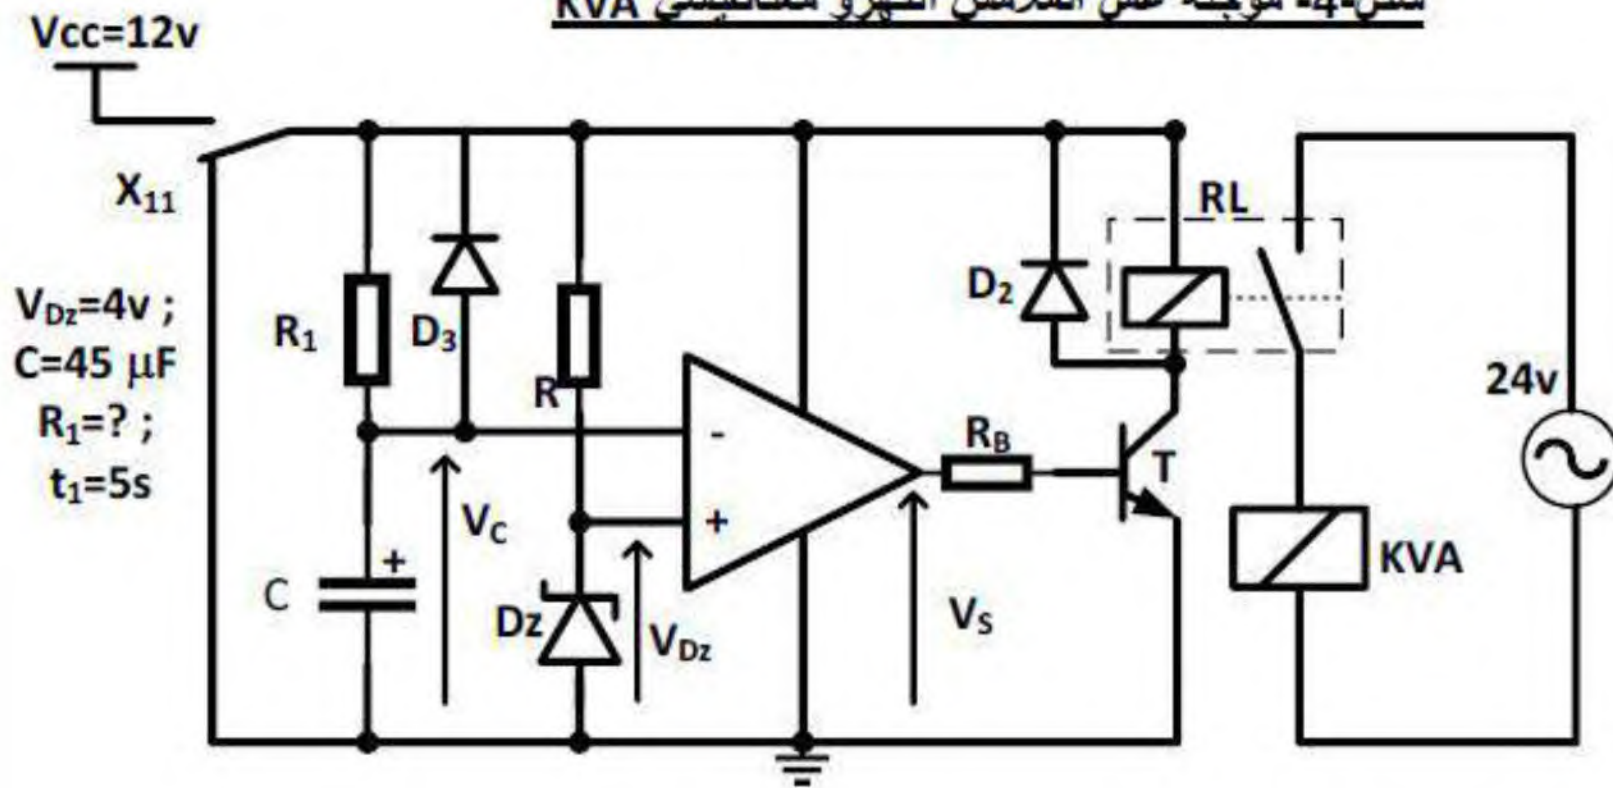 KVA
Vcc=12v
X11
VDz=4v ;
C=45 µF
R1=? ;
t1=5s
R1
D3
R
C
+
VC
Dz
VDz
-
+
VS
RB
T
D2
RL
KVA
24v